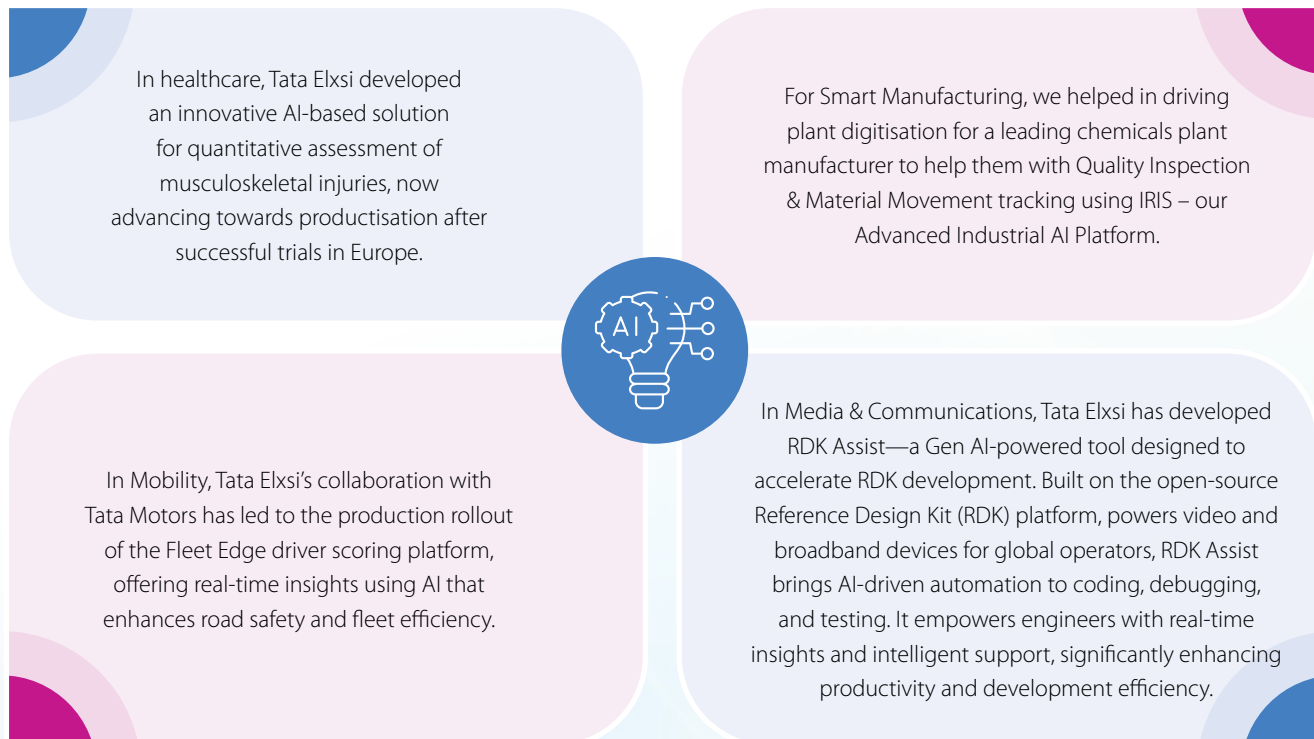 In healthcare, Tata Elxsi developed
an innovative AI-based solution
for quantitative assessment of
musculoskeletal injuries, now
advancing towards productisation after
successful trials in Europe.
For Smart Manufacturing, we helped in driving
plant digitisation for a leading chemicals plant
manufacturer to help them with Quality Inspection
& Material Movement tracking using IRIS – our
Advanced Industrial AI Platform.
AI
In Mobility, Tata Elxsi’s collaboration with
Tata Motors has led to the production rollout
of the Fleet Edge driver scoring platform,
offering real-time insights using AI that
enhances road safety and fleet efficiency.
In Media & Communications, Tata Elxsi has developed
RDK Assist—a Gen AI-powered tool designed to
accelerate RDK development. Built on the open-source
Reference Design Kit (RDK) platform, powers video and
broadband devices for global operators, RDK Assist
brings AI-driven automation to coding, debugging,
and testing. It empowers engineers with real-time
insights and intelligent support, significantly enhancing
productivity and development efficiency.